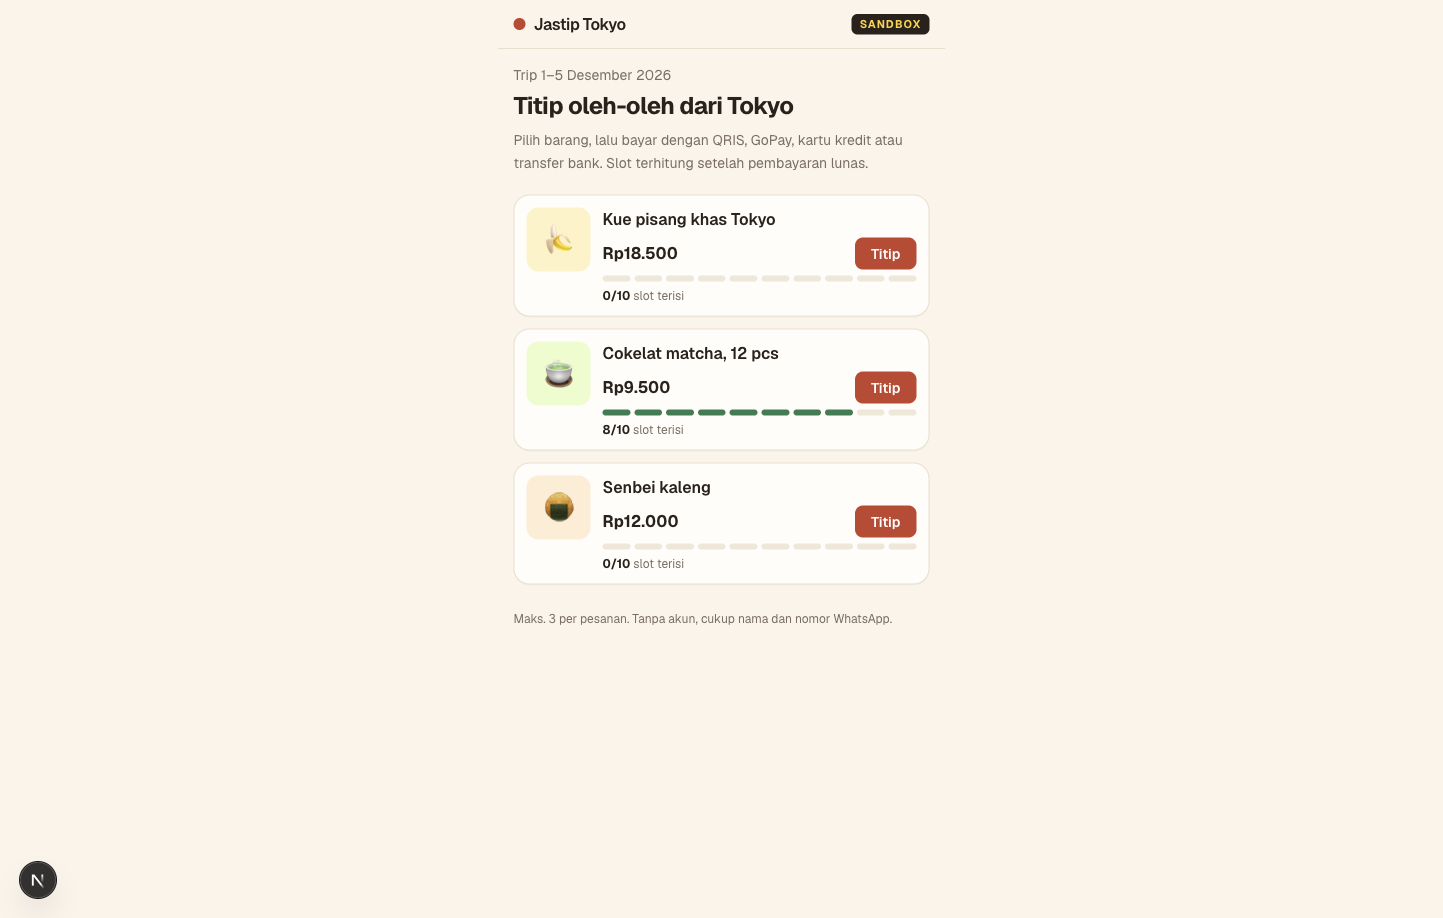 Jastip Tokyo
SANDBOX
Trip 1–5 Desember 2026
Titip oleh-oleh dari Tokyo
Pilih barang, lalu bayar dengan QRIS, GoPay, kartu kredit atau
transfer bank. Slot terhitung setelah pembayaran lunas.
Kue pisang khas Tokyo
Rp18.500
Titip
0/10 slot terisi
Cokelat matcha, 12 pcs
Rp9.500
Titip
8/10 slot terisi
Senbei kaleng
Rp12.000
Titip
0/10 slot terisi
Maks. 3 per pesanan. Tanpa akun, cukup nama dan nomor WhatsApp.
N